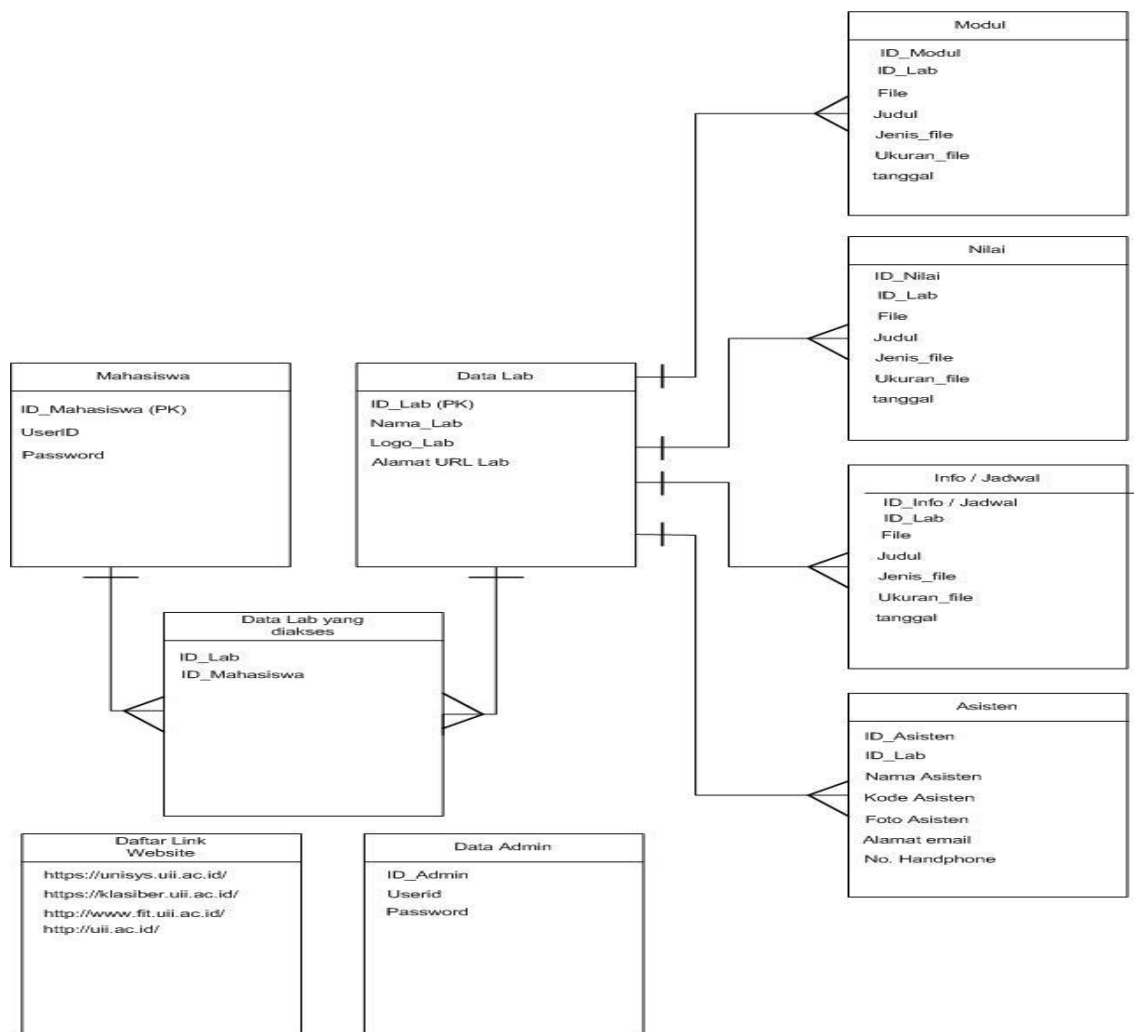 Modul
ID_Modul
ID_Lab
File
Judul
Jenis_file
Ukuran_file
tanggal
Nilai
ID_Nilai
ID_Lab
File
Judul
Jenis_file
Ukuran_file
tanggal
Mahasiswa
ID_Mahasiswa (PK)
UserID
Password
Data Lab
ID_Lab (PK)
Nama_Lab
Logo_Lab
Alamat URL Lab
Info / Jadwal
ID_Info / Jadwal
ID_Lab
File
Judul
Jenis_file
Ukuran_file
tanggal
Data Lab yang
diakses
ID_Lab
ID_Mahasiswa
Asisten
ID_Asisten
ID_Lab
Nama Asisten
Kode Asisten
Foto Asisten
Alamat email
No. Handphone
Daftar Link
Website
https://unisys.uii.ac.id/
https://klasiber.uii.ac.id/
http://www.fit.uii.ac.id/
http://uii.ac.id/
Data Admin
ID_Admin
Userid
Password